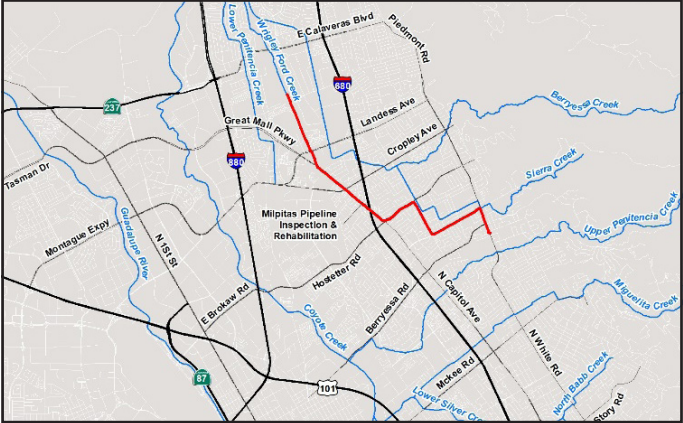 E Calaveras Blvd
Piedmont Rd
Lower Penitencia Creek
Wrigley Ford Creek
680
Berryessa Creek
237
Landess Ave
Great Mall Pkwy
Cropley Ave
880
Sierra Creek
Tasman Dr
Guadalupe River
Milpitas Pipeline
Inspection &
Rehabilitation
Upper Penitencia Creek
Montague Expy
N 1St St
Hostetter Rd
E Brokaw Rd
Coyote Creek
Berryessa Rd
N Capitol Ave
Miguelita Creek
N White Rd
Mckee Rd
North Babb Creek
87
101
Lower Silver Cre
Story Rd